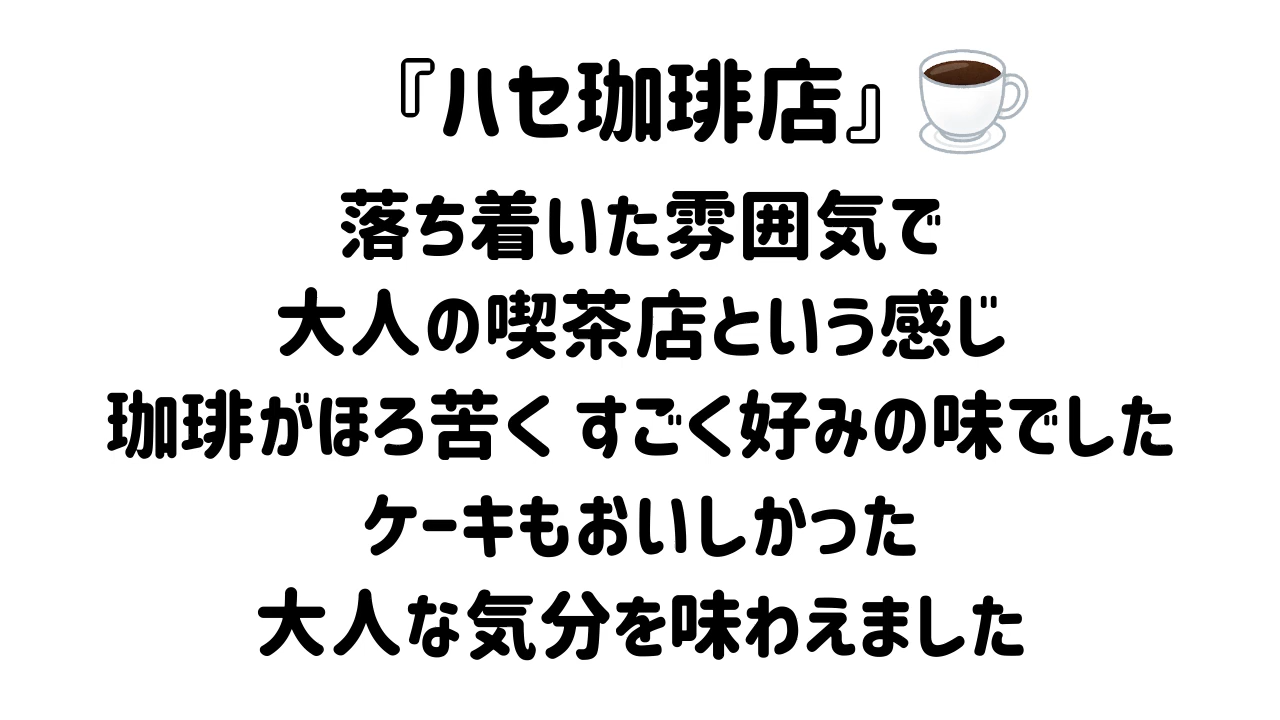 『ハセ珈琲店』
落ち着いた雰囲気で
大人の喫茶店という感じ
珈琲がほろ苦く すごく好みの味でした
ケーキもおいしかった
大人な気分を味わえました